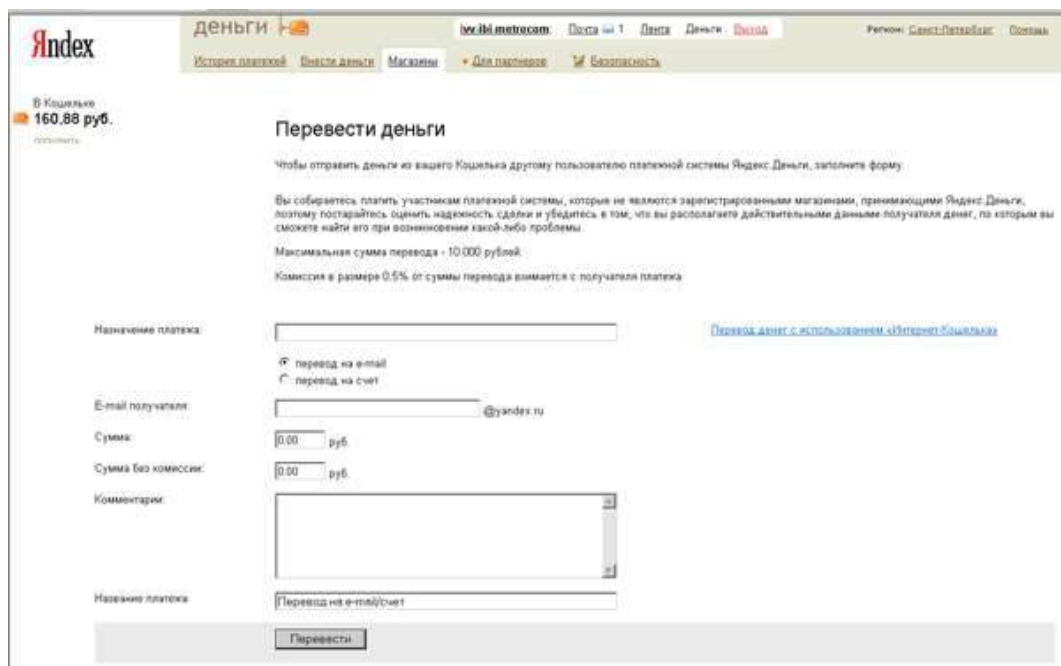 Яndex
деньги
Почта 1 Лента Деньги Выход
Регион: Санкт-Петербург Помощь
История платежей Внести деньги Магазины Для партнеров Безопасность
В Кошельке
160,88 руб.
пополнить
Перевести деньги
Чтобы отправить деньги из вашего Кошелька другому пользователю платежной системы Яндекс.Деньги, заполните форму.
Вы собираетесь платить участникам платежной системы, которые не являются зарегистрированными магазинами, принимающими Яндекс.Деньги,
поэтому постарайтесь оценить надежность сделки и убедитесь в том, что вы располагаете действительными данными получателя денег, по которым вы
сможете найти его при возникновении какой-либо проблемы.
Максимальная сумма перевода - 10 000 рублей.
Комиссия в размере 0.5% от суммы перевода взимается с получателя платежа
Назначение платежа:
Перевод денег с использованием «Интернет-Кошелька»
перевод на e-mail
перевод на счет
E-mail получателя: @yandex.ru
Сумма: 0.00 руб.
Сумма без комиссии: 0.00 руб.
Комментарии:
Название платежа Перевод на e-mail/счет
Перевести